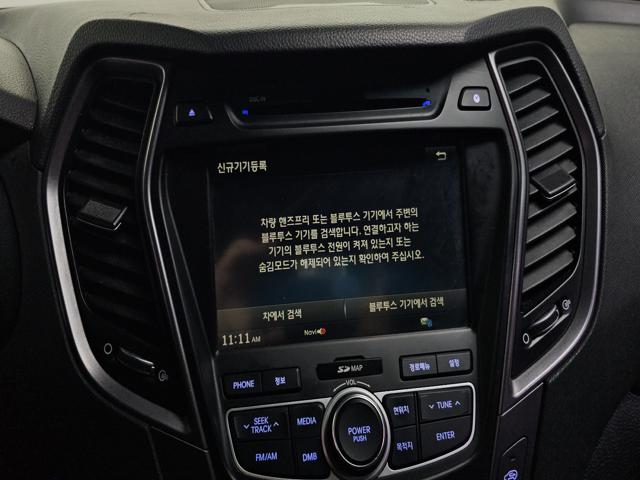 DISC-IN
신규기기등록
차량 핸즈프리 또는 블루투스 기기에서 주변의
블루투스 기기를 검색합니다. 연결하고자 하는
기기의 블루투스 전원이 켜져 있는지 또는
숨김모드가 해제되어 있는지 확인하여 주십시오.
차에서 검색
블루투스 기기에서 검색
11:11 AM
Navi
SD MAP
PHONE
정보
VOL
경로메뉴
설정
SEEK
TRACK
MEDIA
POWER
PUSH
현위치
TUNE
FM/AM
DMB
목적지
ENTER